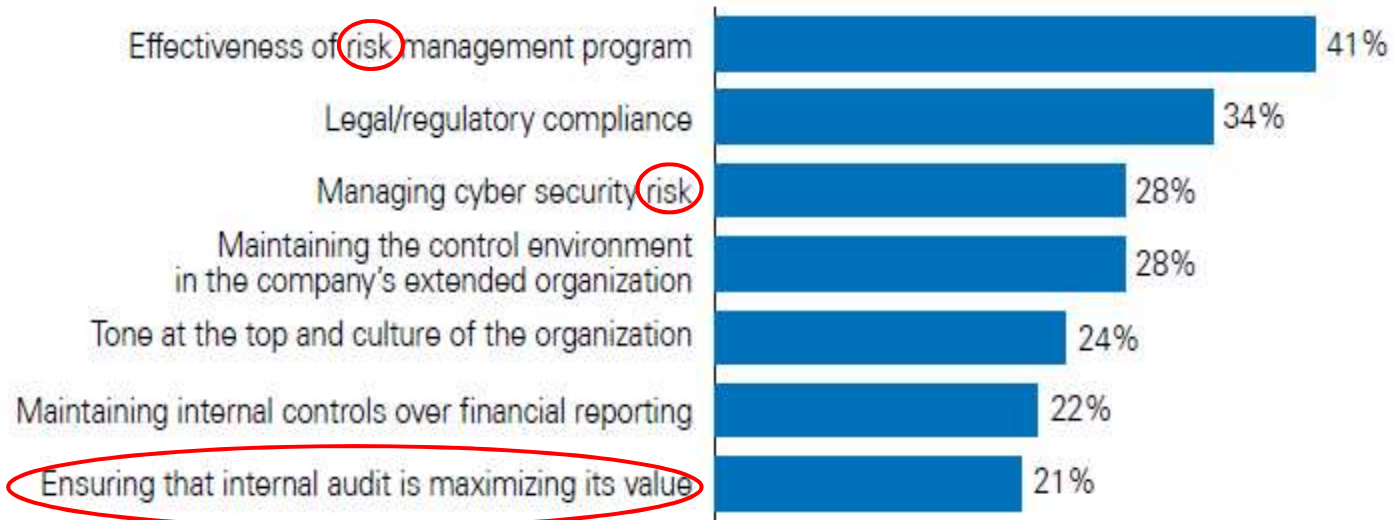 Effectiveness of risk management program 41%
Legal/regulatory compliance 34%
Managing cyber security risk 28%
Maintaining the control environment
in the company's extended organization 28%
Tone at the top and culture of the organization 24%
Maintaining internal controls over financial reporting 22%
Ensuring that internal audit is maximizing its value 21%